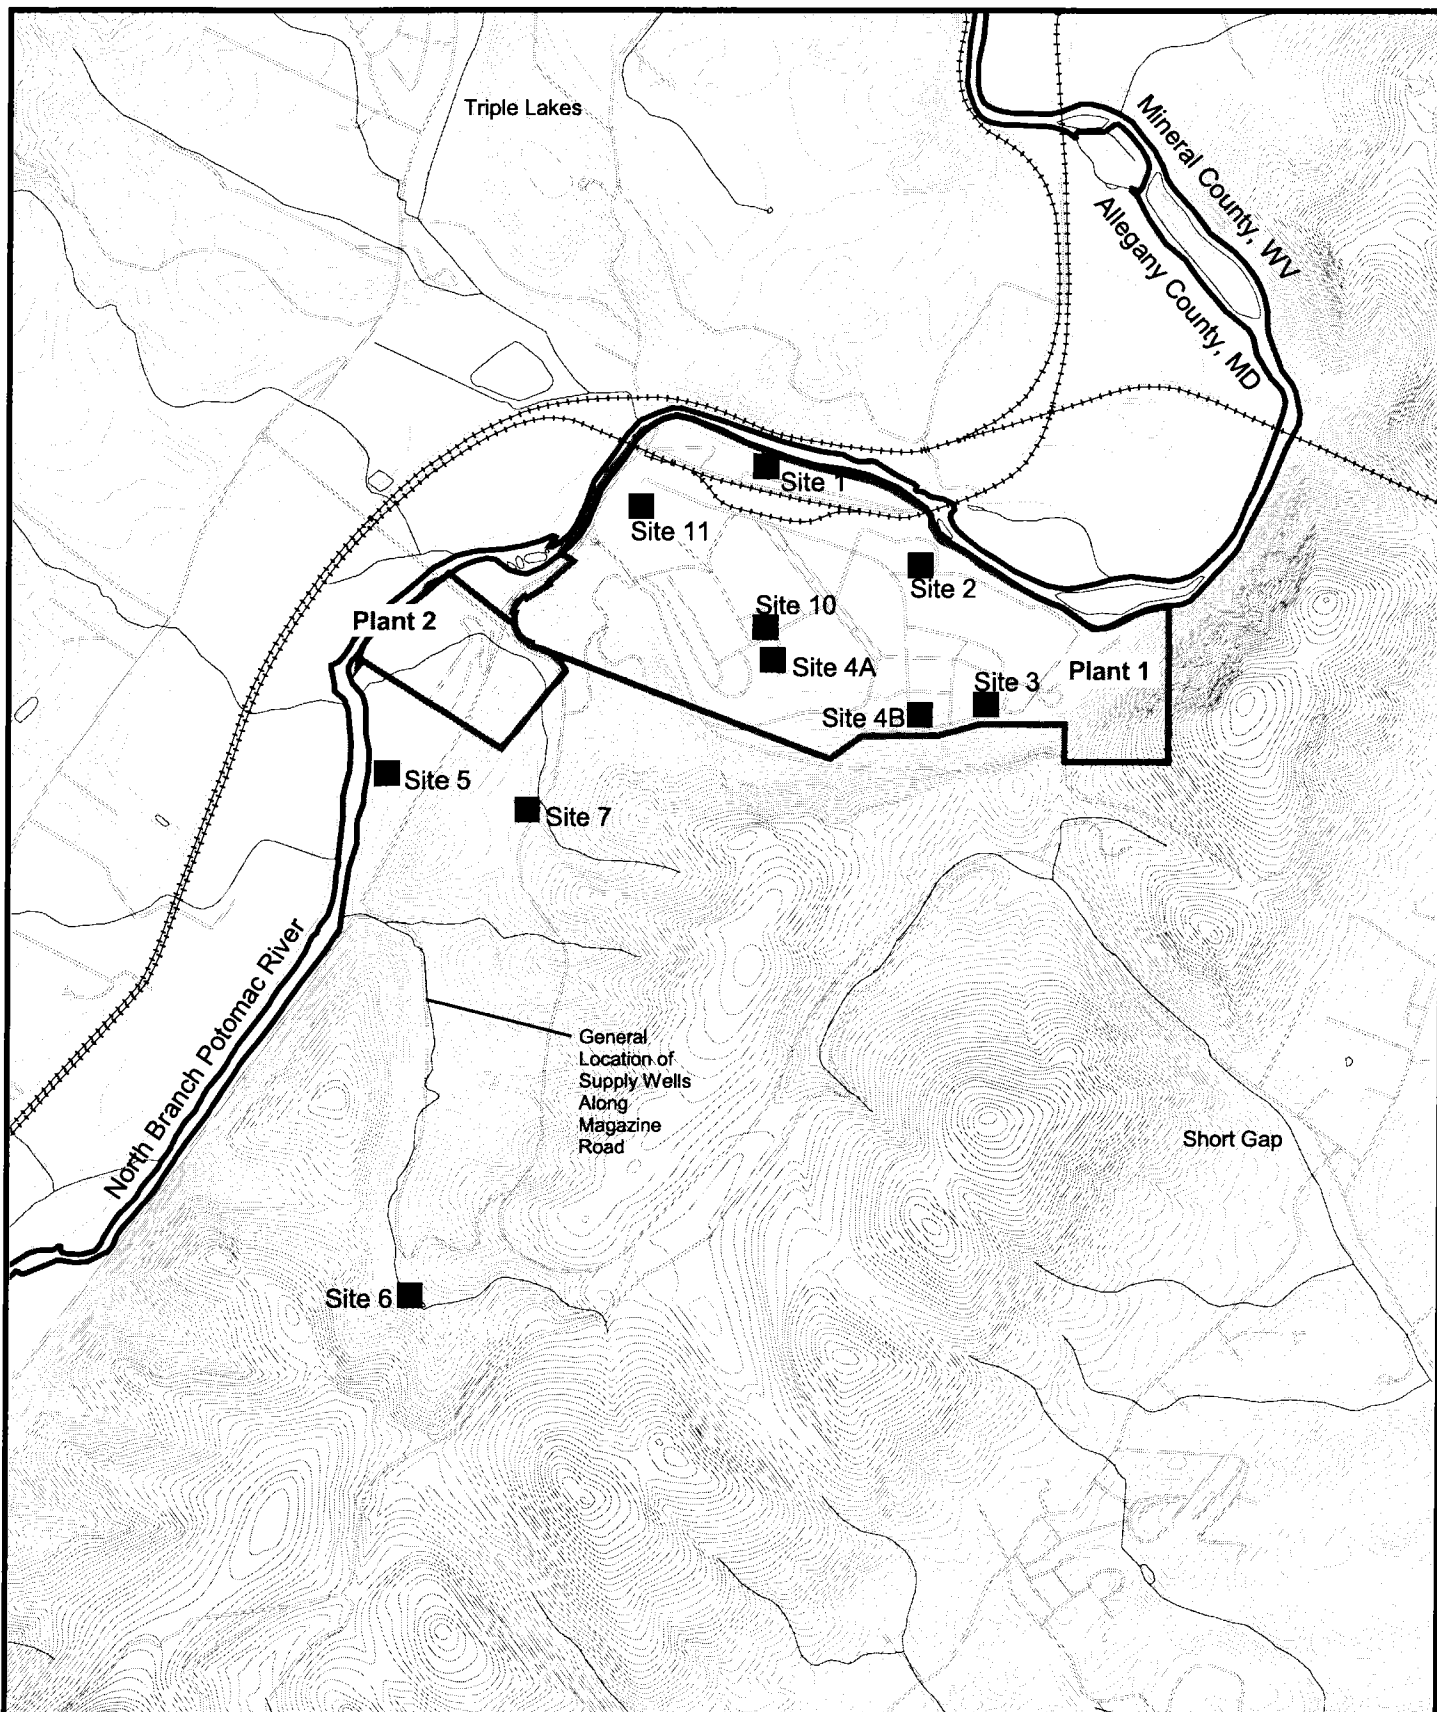 Triple Lakes
Mineral County, WV
Allegany County, MD
Site 1
Site 11
Site 2
Site 10
Plant 2
Site 4A
Plant 1
Site 3
Site 4B
Site 5
Site 7
North Branch Potomac River
General
Location of
Supply Wells
Along
Magazine
Road
Short Gap
Site 6